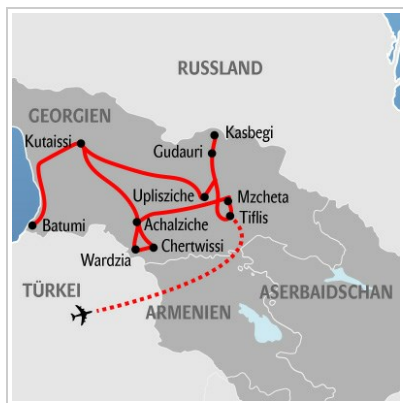 RUSSLAND
GEORGIEN
Kasbegi
Kutaissi
Gudauri
Uplisziche
Mzcheta
Tiflis
Batumi
Achalziche
Chertwissi
Wardzia
TÜRKEI
ASERBAIDSCHAN
ARMENIEN